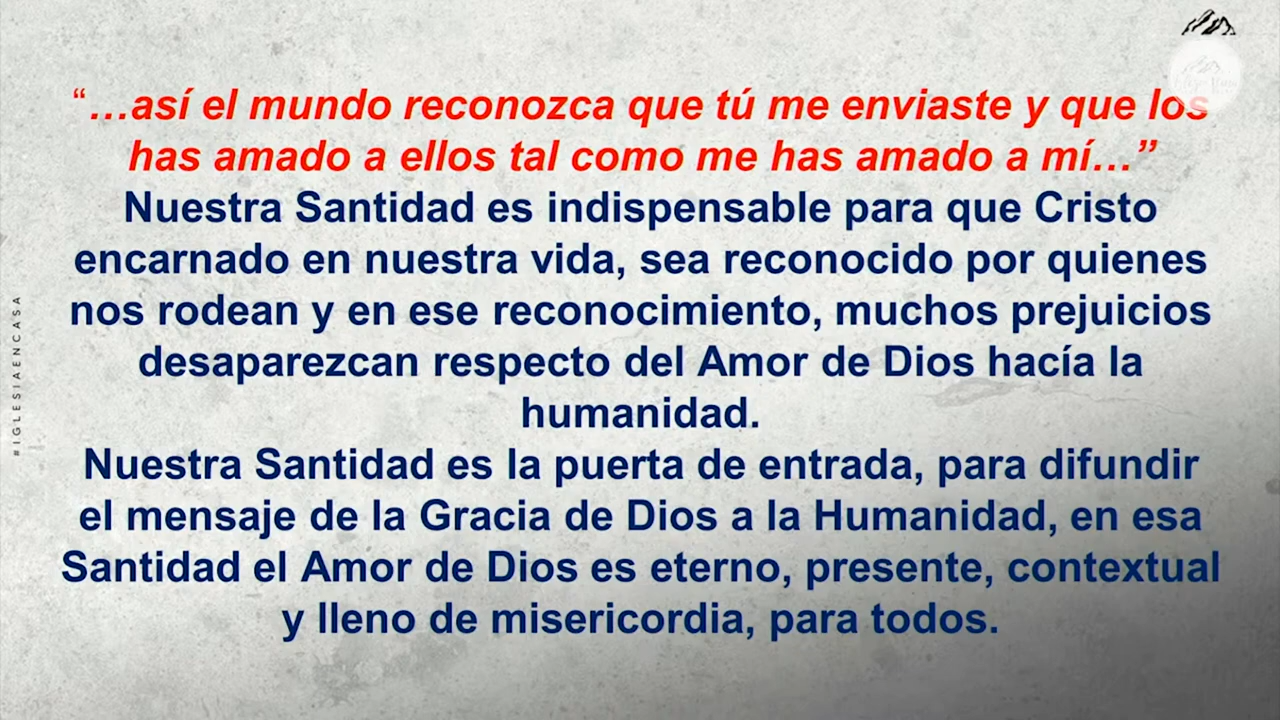 “…así el mundo reconozca que tú me enviaste y que los
has amado a ellos tal como me has amado a mí…”
Nuestra Santidad es indispensable para que Cristo
encarnado en nuestra vida, sea reconocido por quienes
nos rodean y en ese reconocimiento, muchos prejuicios
desaparezcan respecto del Amor de Dios hacía la
humanidad.
Nuestra Santidad es la puerta de entrada, para difundir
el mensaje de la Gracia de Dios a la Humanidad, en esa
Santidad el Amor de Dios es eterno, presente, contextual
y lleno de misericordia, para todos.
#IGLESIAENCASA